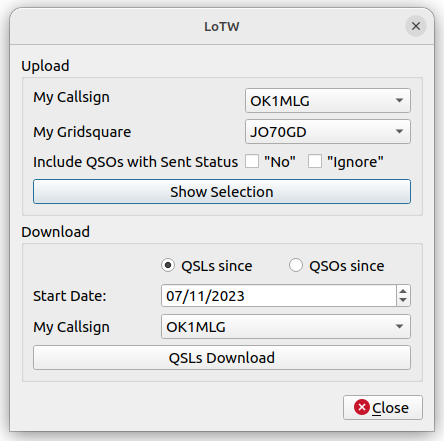 LoTW
Upload
My Callsign OK1MLG
My Gridsquare JO70GD
Include QSOs with Sent Status "No" "Ignore"
Show Selection
Download
QSLs since QSOs since
Start Date: 07/11/2023
My Callsign OK1MLG
QSLs Download
Close